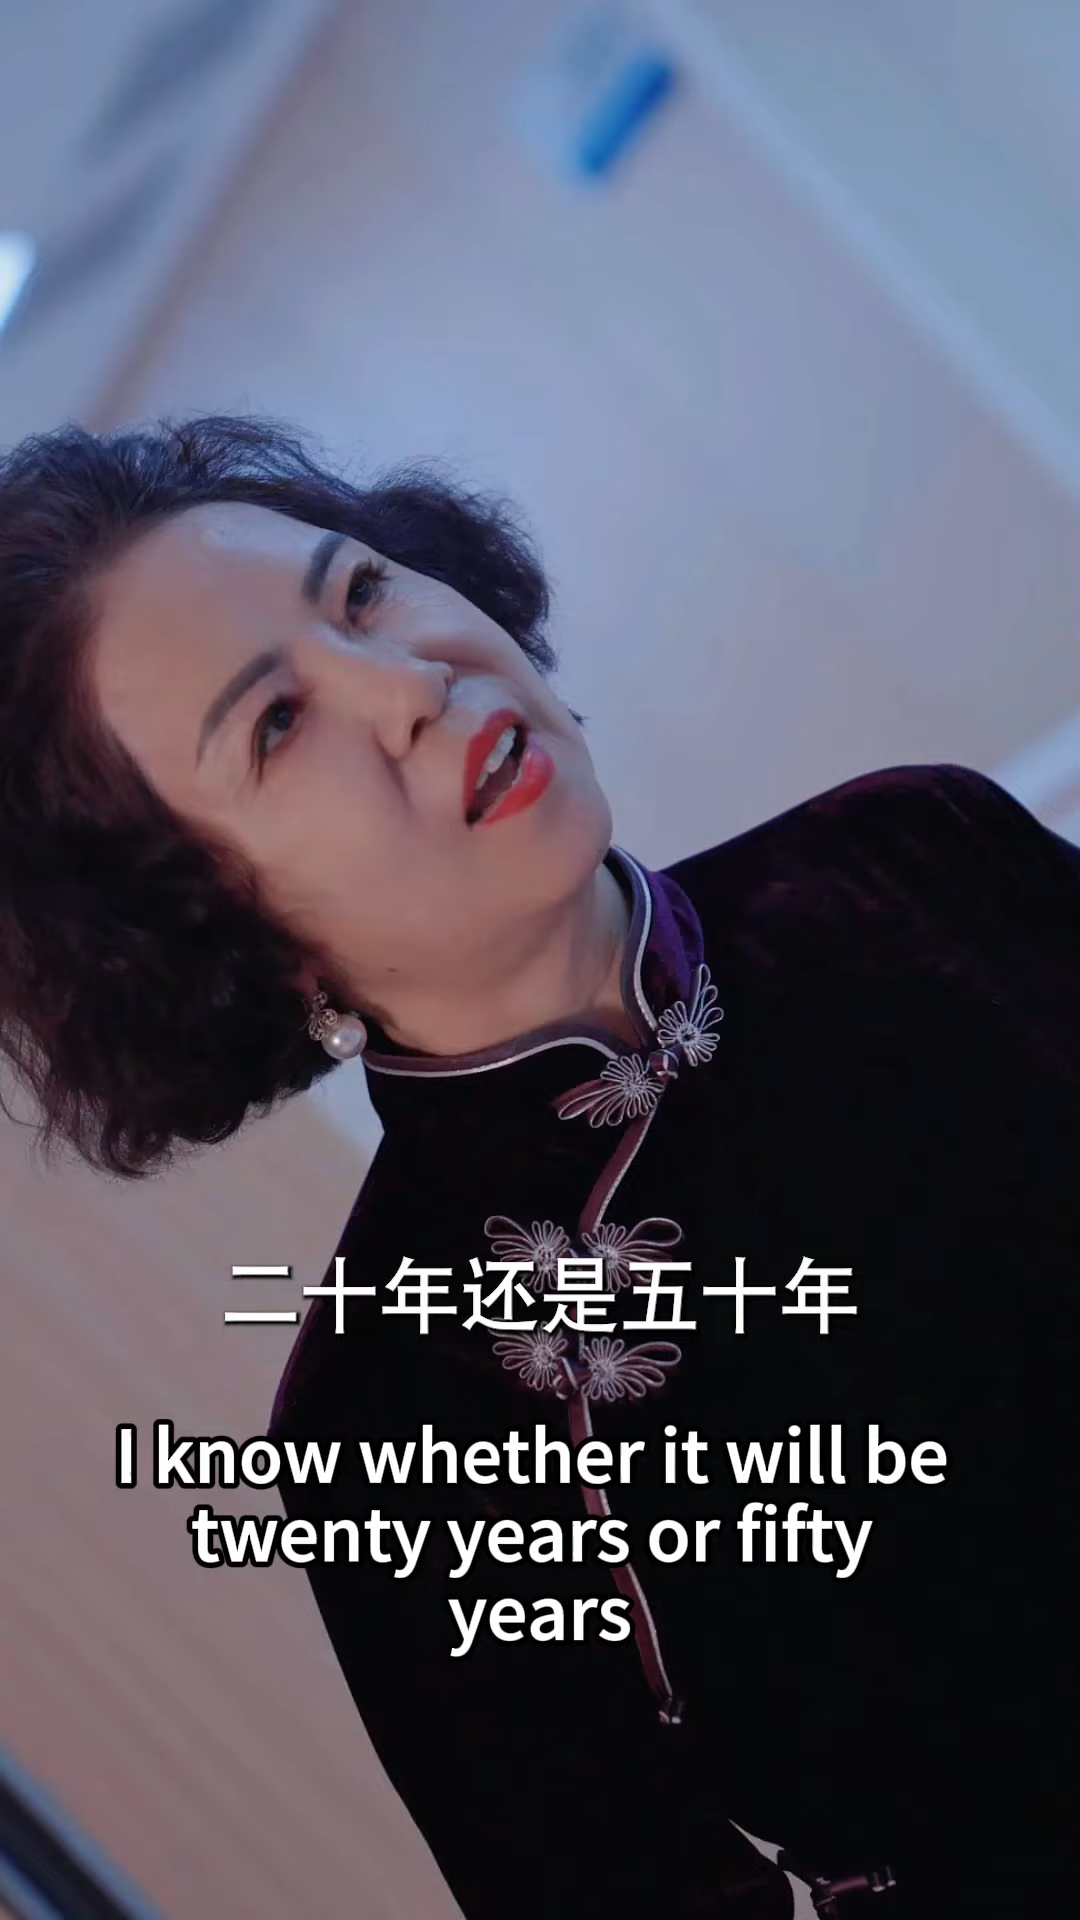 二十年还是五十年
I know whether it will be
twenty years or fifty
years